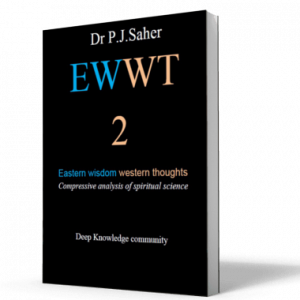 Dr P.J.Saher
EWWT
2
Eastern wisdom western thoughts
Compressive analysis of spiritual science
Deep Knowledge community